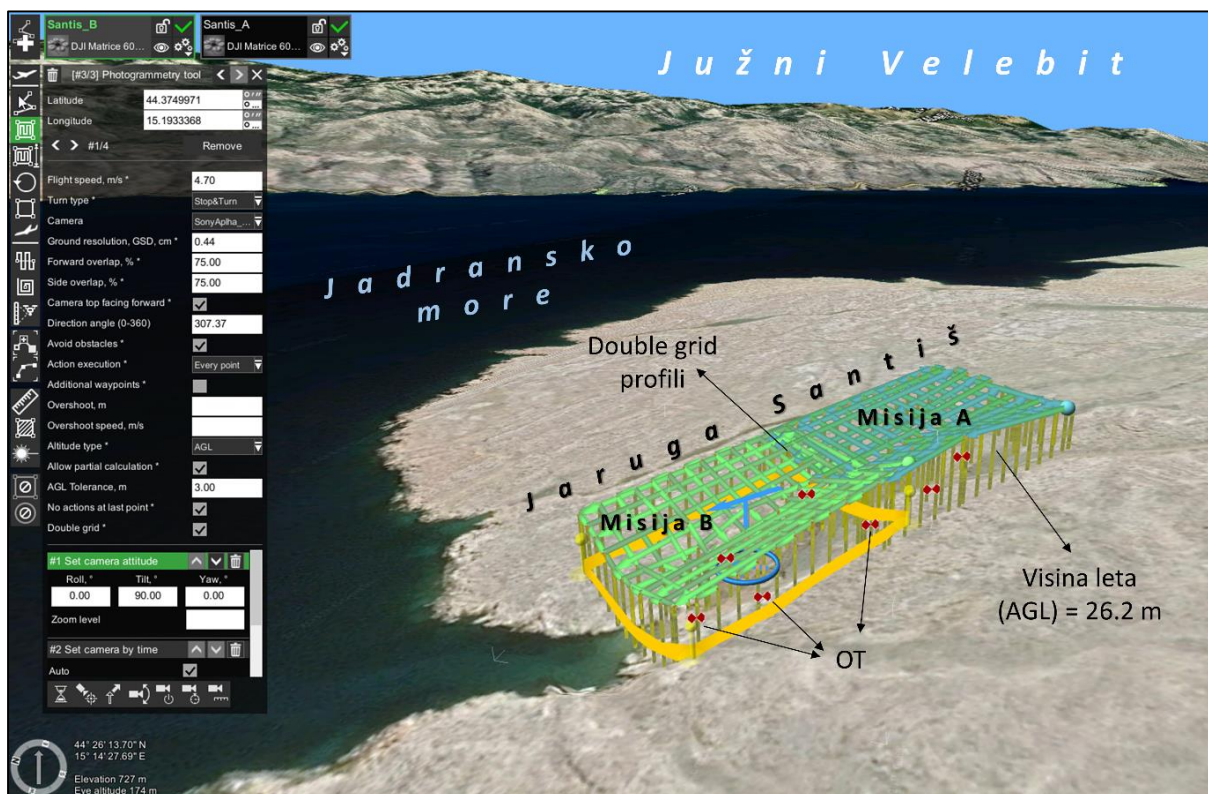 Santis_B
DJI Matrice 60...
Santis_A
DJI Matrice 60...
[#3/3] Photogrammetry tool
Latitude 44.3749971
Longitude 15.1933368
#1/4 Remove
Flight speed, m/s * 4.70
Turn type * Stop&Turn
Camera SonyAplha_...
Ground resolution, GSD, cm * 0.44
Forward overlap, % * 75.00
Side overlap, % * 75.00
Camera top facing forward *
Direction angle (0-360) 307.37
Avoid obstacles *
Action execution * Every point
Additional waypoints *
Overshoot, m
Overshoot speed, m/s
Altitude type * AGL
Allow partial calculation *
AGL Tolerance, m 3.00
No actions at last point *
Double grid *
#1 Set camera attitude
Roll, ° Tilt, ° Yaw, °
0.00 90.00 0.00
Zoom level
#2 Set camera by time
Auto
44° 26' 13.70" N
15° 14' 27.69" E
Elevation 727 m
Eye altitude 174 m
Južni Velebit
Jadransko
more
Double grid
profili
Jaruga Santiš
Misija A
Misija B
Visina leta
(AGL) = 26.2 m
OT